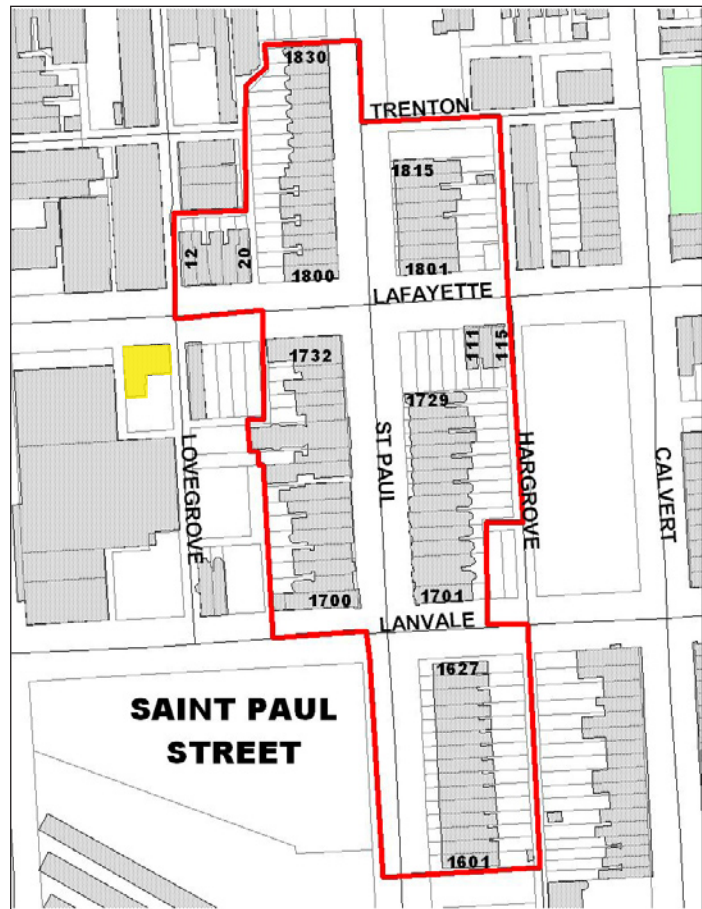 1830
TRENTON
1815
12
20
1800
1801
LAFAYETTE
1732
111
115
1729
ST PAUL
LOVEGROVE
HARGROVE
CALVERT
1700
1701
LANVALE
SAINT PAUL
STREET
1627
1601